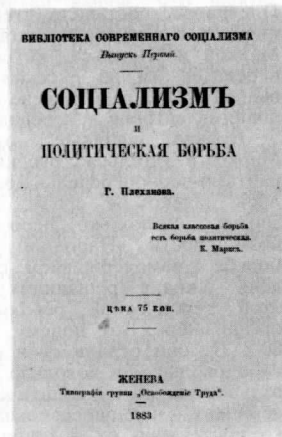 БИБЛІОТЕКА СОВРЕМЕННАГО СОЦІАЛИЗМА
Выпускъ Первый.
СОЦІАЛИЗМЪ
И
ПОЛИТИЧЕСКАЯ БОРЬБА
Г. Плеханова.
Всякая классовая борьба
есть борьба политическая.
К. Марксъ.
ЦѢНА 75 КОП.
ЖЕНЕВА
Типографія группы „Освобожденіе Труда“
1883